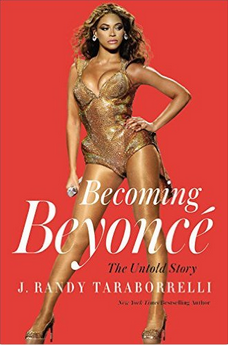 Becoming
Beyoncé
The Untold Story
J. RANDY TARABORRELLI
New York Times Bestselling Author